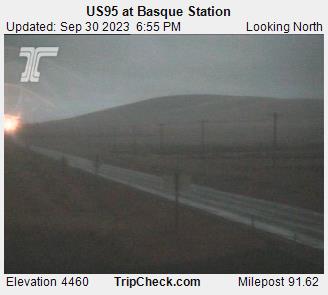 US95 at Basque Station
Updated: Sep 30 2023 6:55 PM Looking North
Elevation 4460 TripCheck.com Milepost 91.62